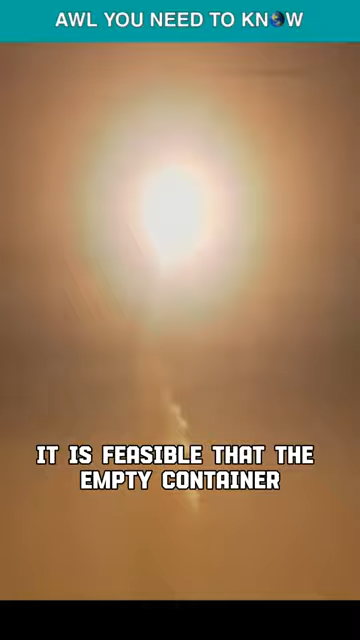 AWL YOU NEED TO KN🌏W
IT IS FEASIBLE THAT THE
EMPTY CONTAINER